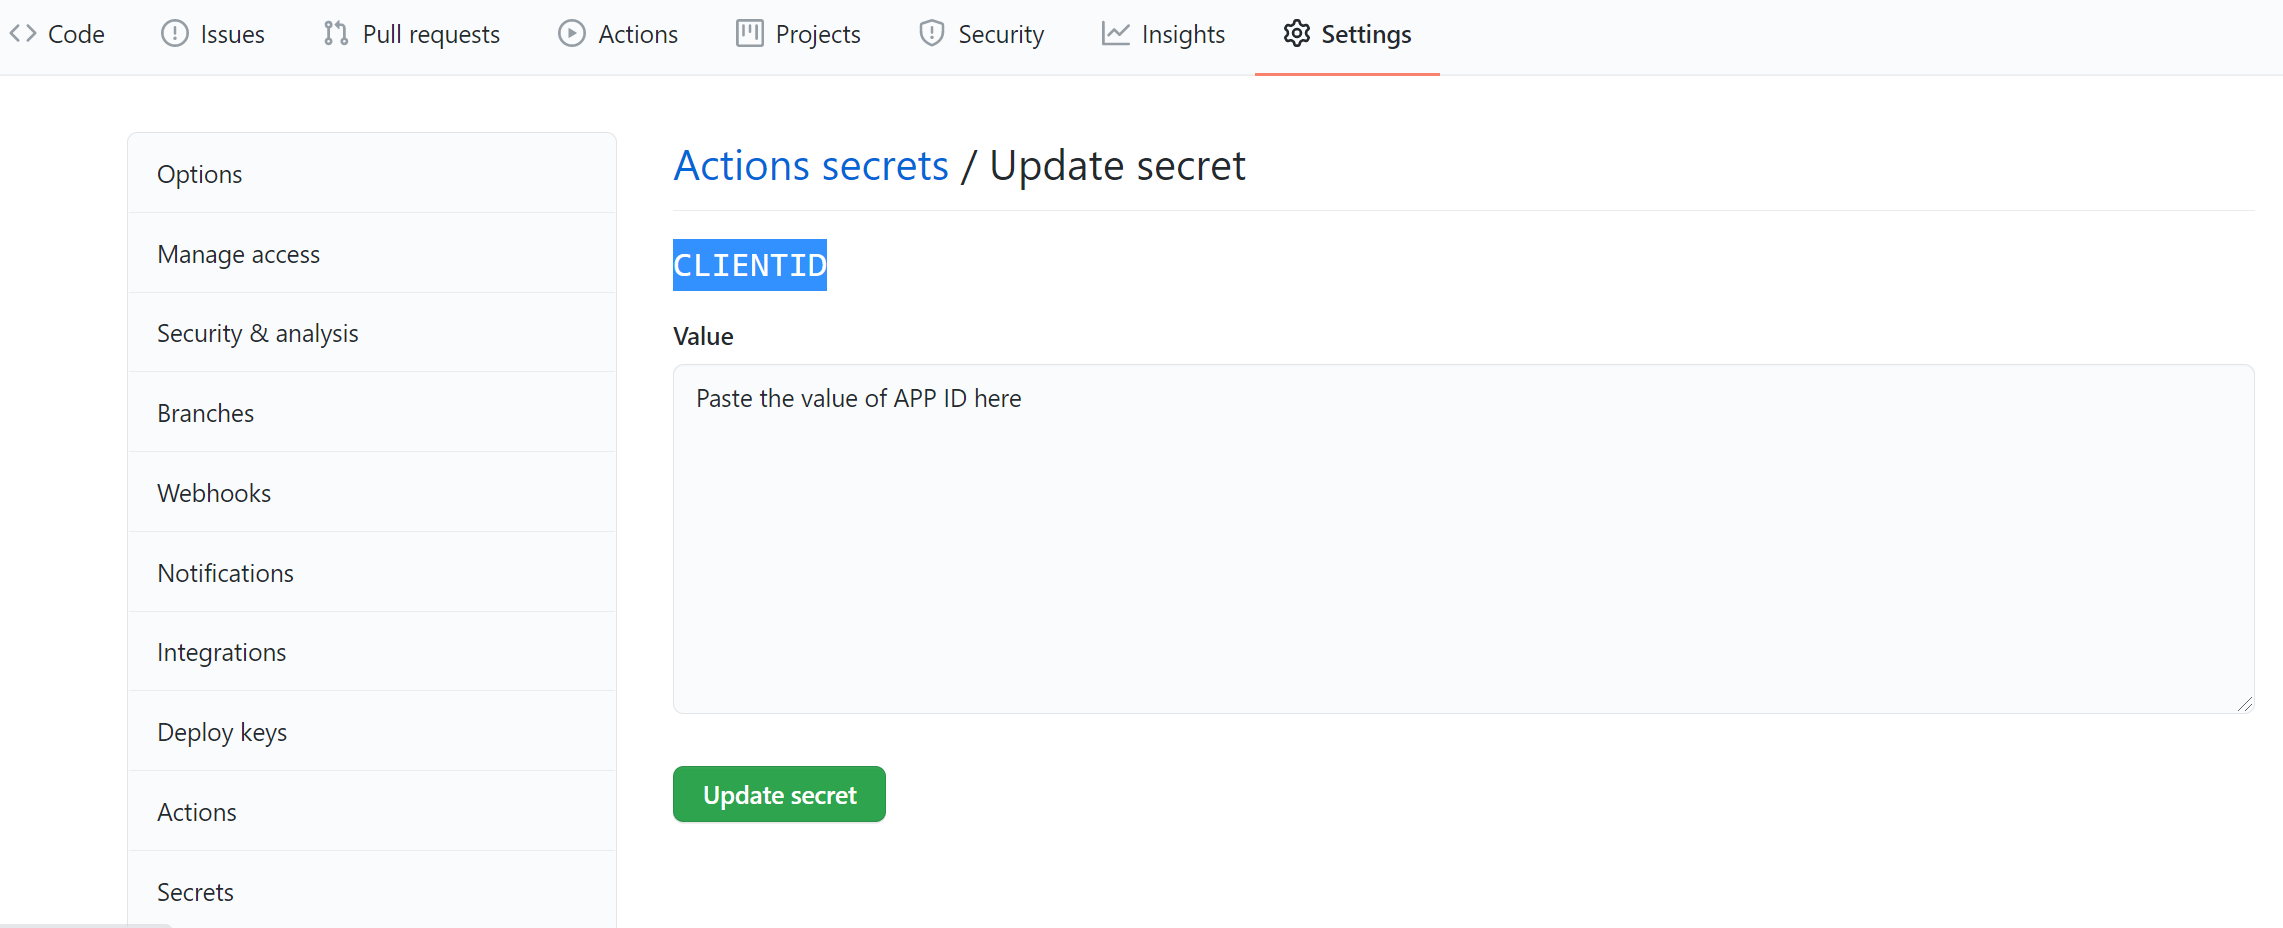 Code Issues Pull requests Actions Projects Security Insights Settings
Options
Manage access
Security & analysis
Branches
Webhooks
Notifications
Integrations
Deploy keys
Actions
Secrets
Actions secrets / Update secret
CLIENTID
Value
Paste the value of APP ID here
Update secret